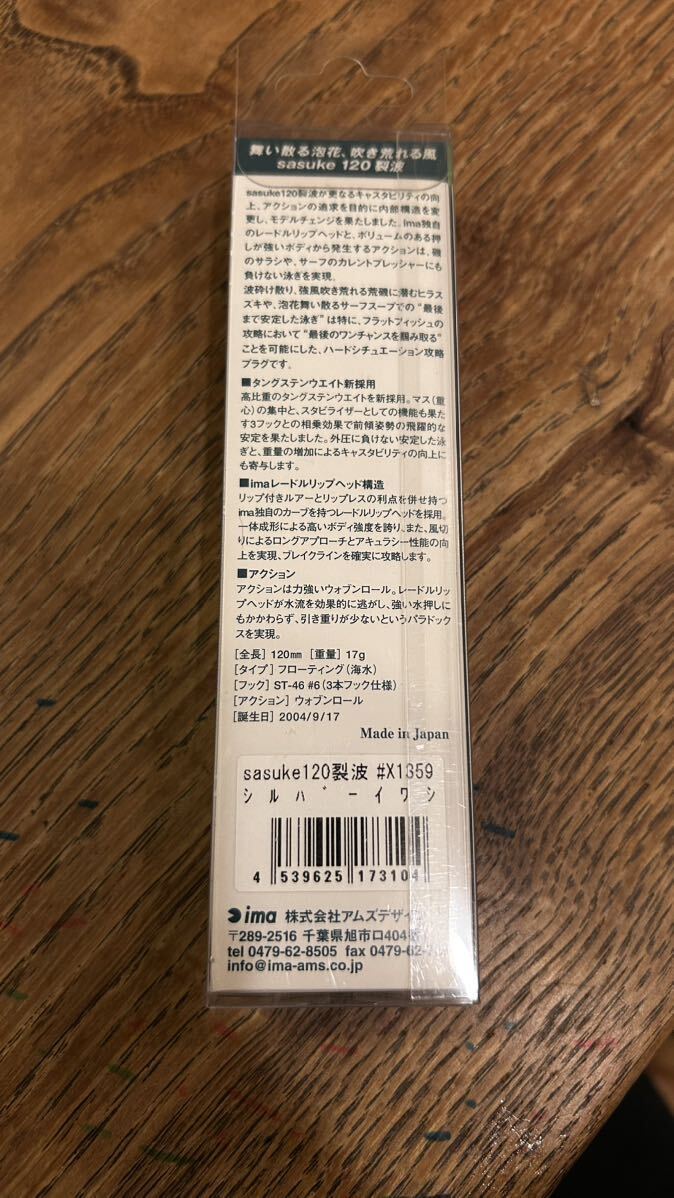 舞い散る泡花、吹き荒れる風
sasuke 120 裂波
sasuke120裂波が更なるキャスタビリティの向
上、アクションの追求を目的に内部構造を変
更し、モデルチェンジを果たしました。ima独自
のレードルリップヘッドと、ボリュームのある押
しが強いボディから発生するアクションは、磯
のサラシや、サーフのカレントプレッシャーにも
負けない泳ぎを実現。
波砕け散り、強風吹き荒れる荒磯に潜むヒラス
ズキや、泡花舞い散るサーフスープでの“最後
まで安定した泳ぎ”は特に、フラットフィッシュの
攻略において“最後のワンチャンスを掴み取る”
ことを可能にした、ハードシチュエーション攻略
プラグです。
■タングステンウエイト新採用
高比重のタングステンウエイトを新採用。マス(重
心)の集中と、スタビライザーとしての機能も果た
す3フックとの相乗効果で前傾姿勢の飛躍的な
安定を果たしました。外圧に負けない安定した泳
ぎと、重量の増加によるキャスタビリティの向上に
も寄与します。
■imaレードルリップヘッド構造
リップ付きルアーとリップレスの利点を併せ持つ
ima独自のカーブを持つレードルリップヘッドを採用。
一体成形による高いボディ強度を誇り、また、風切
りによるロングアプローチとアキュラシー性能の向
上を実現、ブレイクラインを確実に攻略します。
■アクション
アクションは力強いウォブンロール。レードルリッ
プヘッドが水流を効果的に逃がし、強い水押しに
もかかわらず、引き重りが少ないというパラドック
スを実現。
[全長] 120mm [重量] 17g
[タイプ] フローティング(海水)
[フック] ST-46 #6(3本フック仕様)
[アクション] ウォブンロール
[誕生日] 2004/9/17
Made in Japan
sasuke120裂波 #X1359
シルバーイワシ
4 539625 173104
ima 株式会社アムズデザイン
〒289-2516 千葉県旭市ロ404
tel 0479-62-8505 fax 0479-62-
info@ima-ams.co.jp